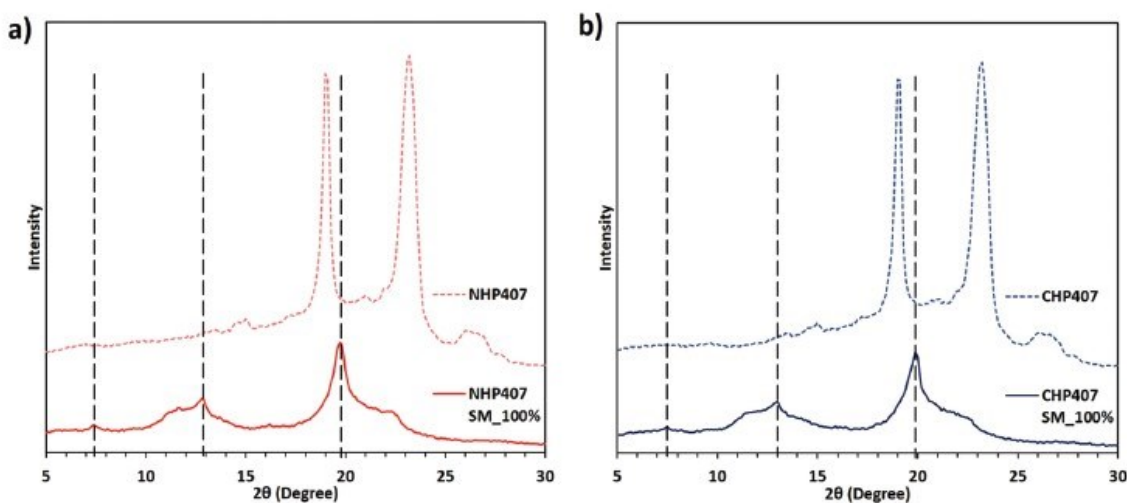 a)
Intensity
NHP407
NHP407
SM_100%
5 10 15 20 25 30
2θ (Degree)
b)
Intensity
CHP407
CHP407
SM_100%
5 10 15 20 25 30
2θ (Degree)